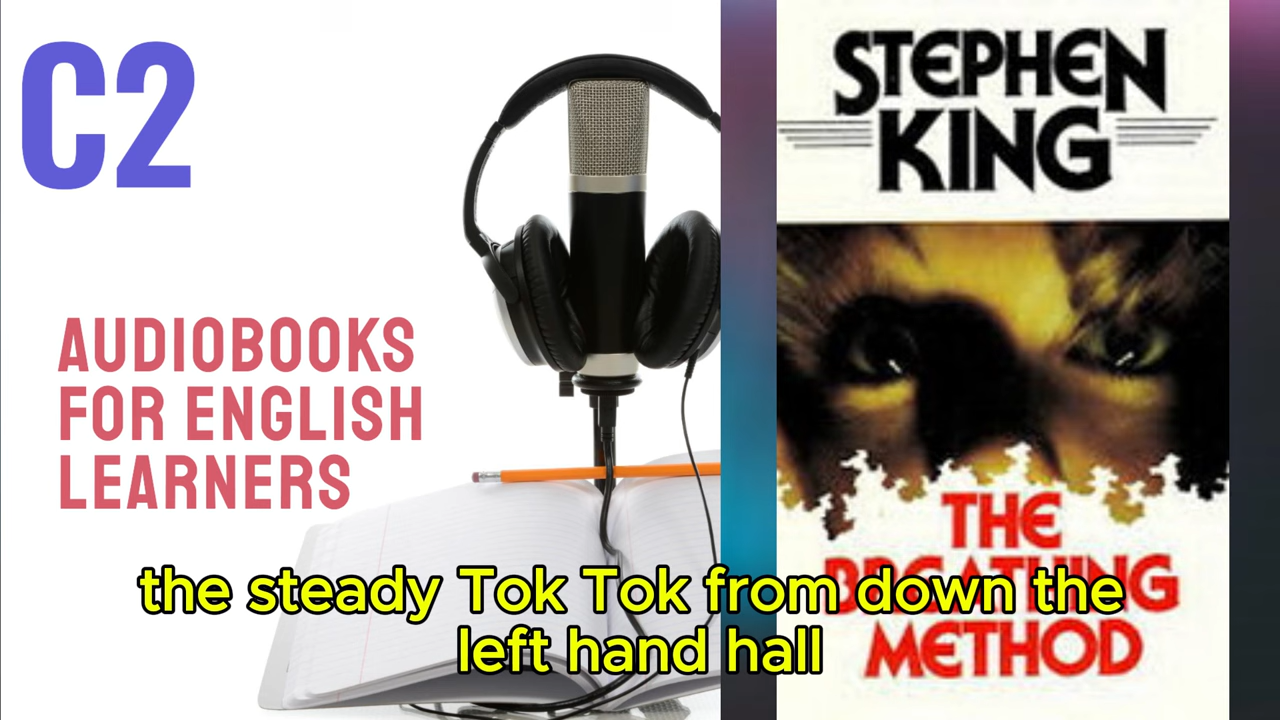 C2
AUDIOBOOKS
FOR ENGLISH
LEARNERS
STEPHEN
KING
THE
BREATHING
METHOD
the steady Tok Tok from down the
left hand hall